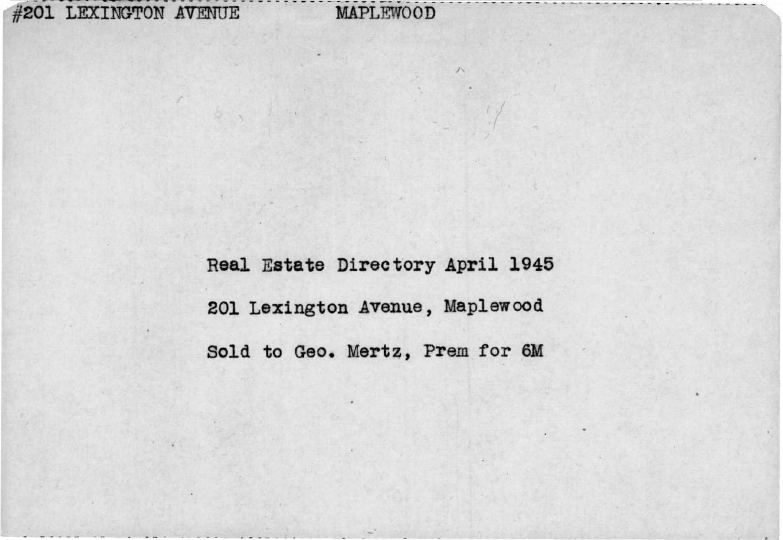 #201 LEXINGTON AVENUE MAPLEWOOD
Real Estate Directory April 1945
201 Lexington Avenue, Maplewood
Sold to Geo. Mertz, Prem for 6M